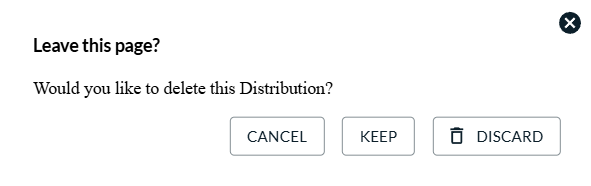 Leave this page?
Would you like to delete this Distribution?
CANCEL KEEP DISCARD